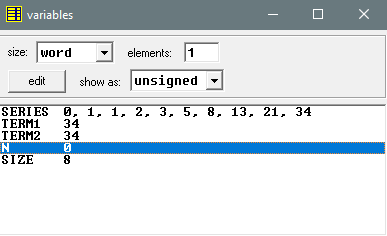 variables
size: word elements: 1
edit show as: unsigned
SERIES 0, 1, 1, 2, 3, 5, 8, 13, 21, 34
TERM1 34
TERM2 34
N 0
SIZE 8